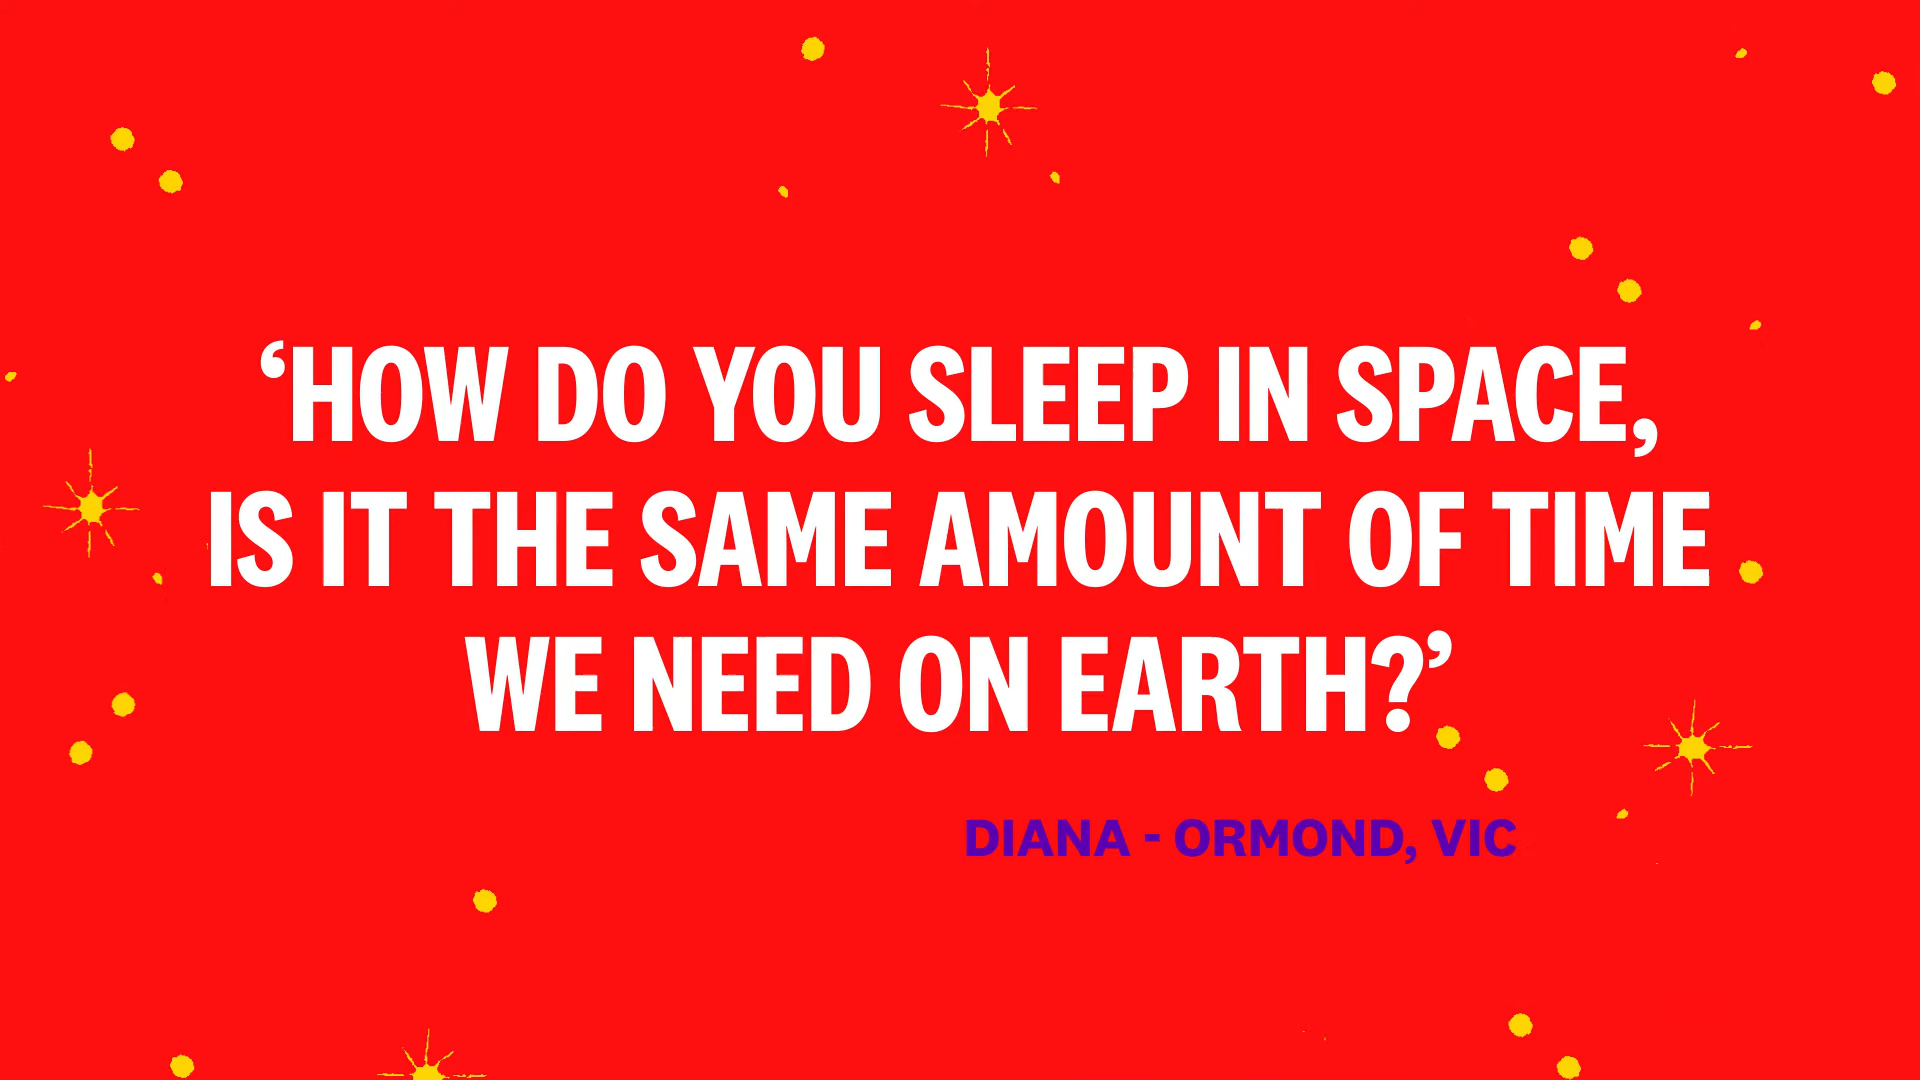 ‘HOW DO YOU SLEEP IN SPACE,
IS IT THE SAME AMOUNT OF TIME
WE NEED ON EARTH?’
DIANA - ORMOND, VIC